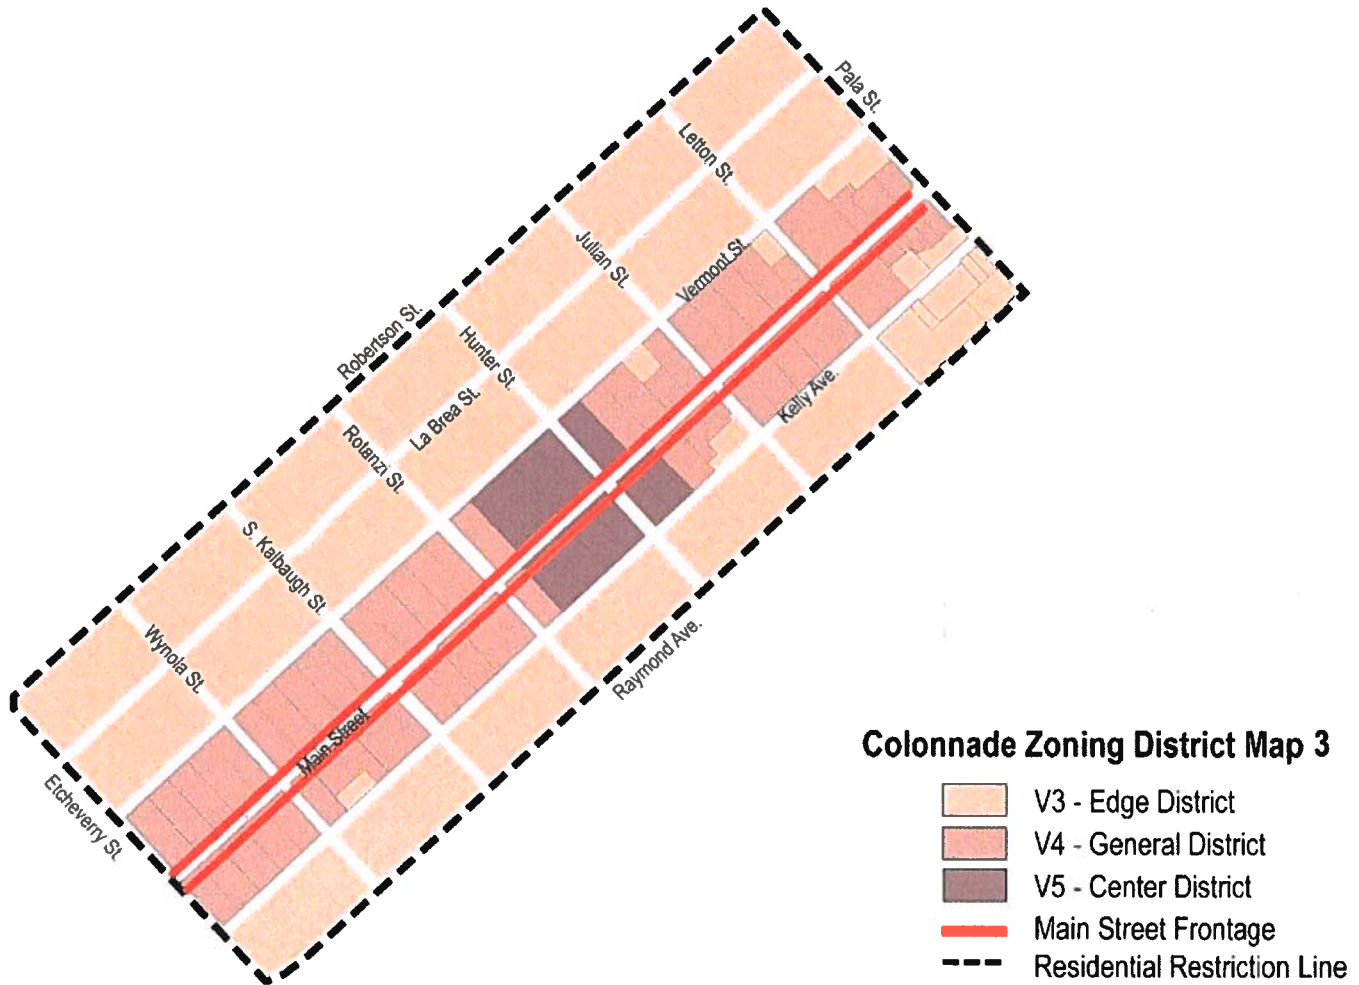 Pala St.
Letton St.
Julian St.
Vermont St.
Robertson St.
Hunter St.
La Brea St.
Kelly Ave.
Rotanzi St.
S. Kalbaugh St.
Wynola St.
Raymond Ave.
Main Street
Etcheverry St.
Colonnade Zoning District Map 3
V3 - Edge District
V4 - General District
V5 - Center District
Main Street Frontage
Residential Restriction Line